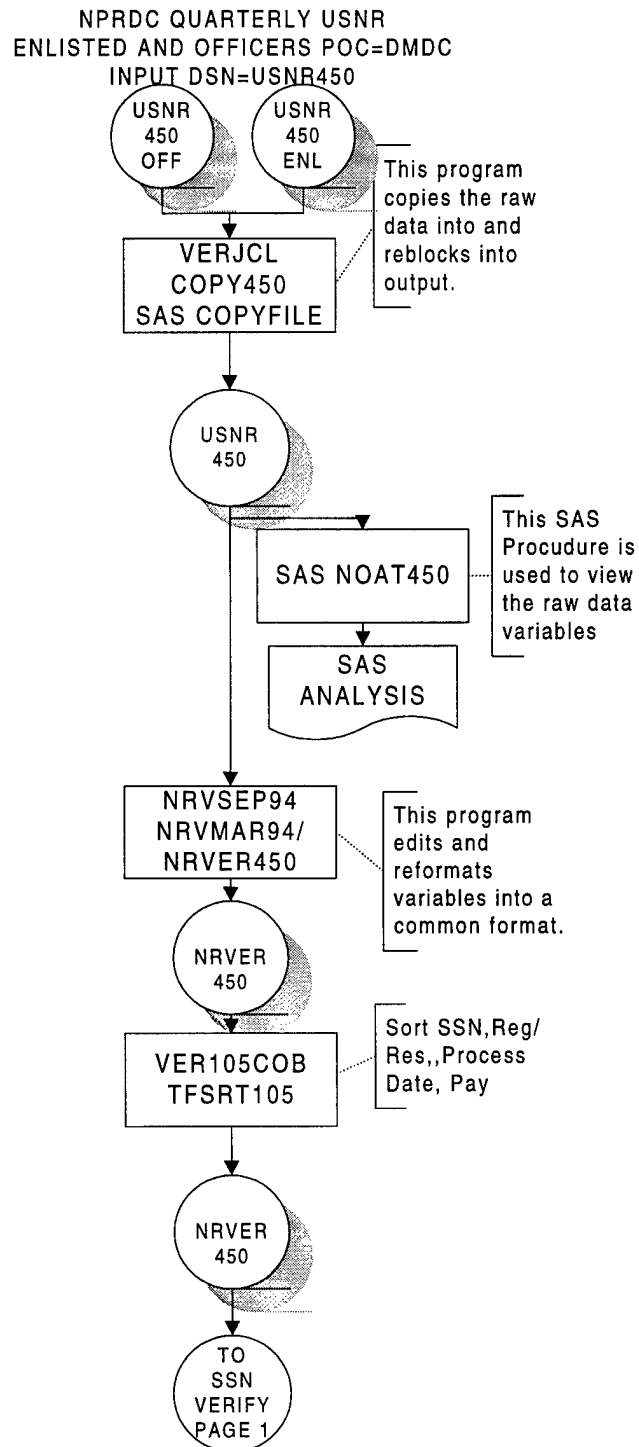 NPRDC QUARTERLY USNR
ENLISTED AND OFFICERS POC=DMDC
INPUT DSN=USNR450
USNR
450
OFF
USNR
450
ENL
This program
copies the raw
data into and
reblocks into
output.
VERJCL
COPY450
SAS COPYFILE
USNR
450
This SAS
Procudure is
used to view
the raw data
variables
SAS NOAT450
SAS
ANALYSIS
NRVSEP94
NRVMAR94/
NRVER450
This program
edits and
reformats
variables into a
common format.
NRVER
450
Sort SSN,Reg/
Res,,Process
Date, Pay
VER105COB
TFSRT105
NRVER
450
TO
SSN
VERIFY
PAGE 1